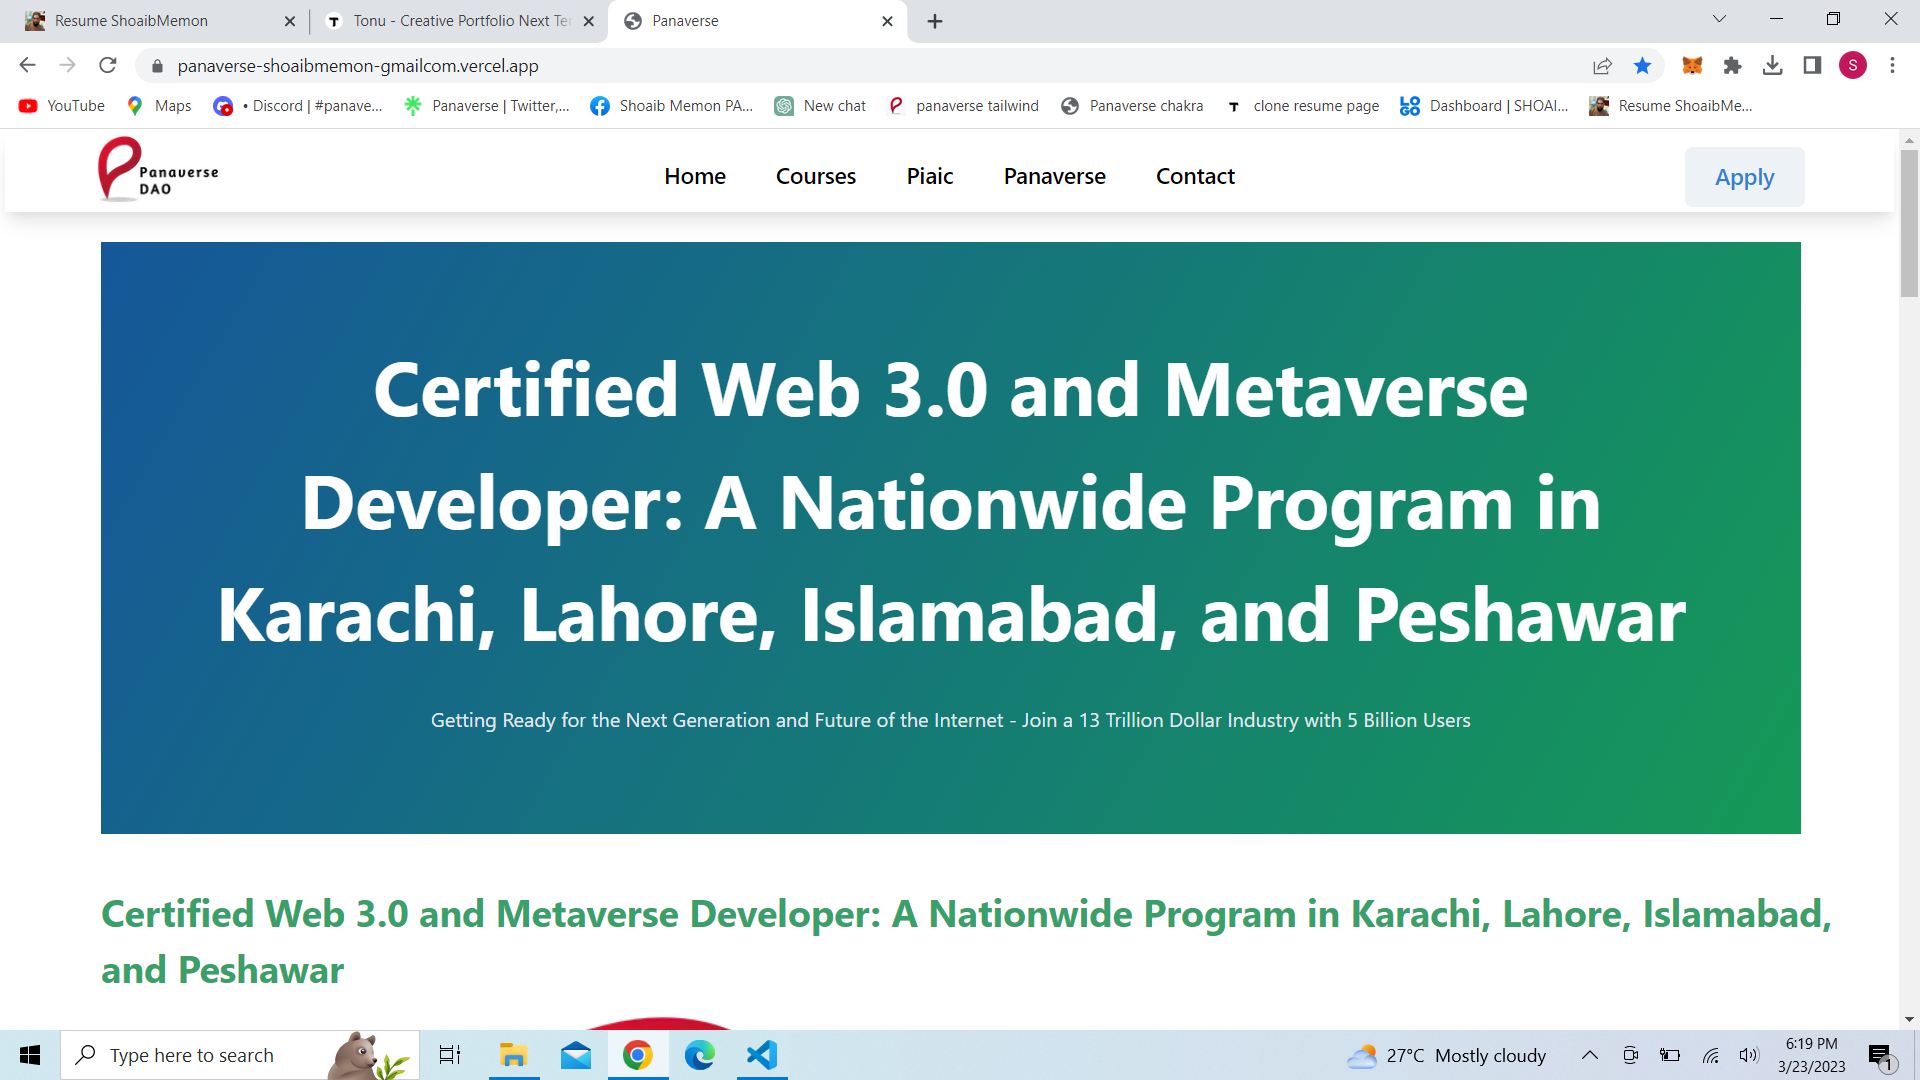 Resume ShoaibMemon
Tonu - Creative Portfolio Next Ter
Panaverse
panaverse-shoaibmemon-gmailcom.vercel.app
S
YouTube
Maps
• Discord | #panave...
Panaverse | Twitter,...
Shoaib Memon PA...
New chat
panaverse tailwind
Panaverse chakra
clone resume page
Dashboard | SHOAI...
Resume ShoaibMe...
Panaverse
DAO
Home
Courses
Piaic
Panaverse
Contact
Apply
Certified Web 3.0 and Metaverse
Developer: A Nationwide Program in
Karachi, Lahore, Islamabad, and Peshawar
Getting Ready for the Next Generation and Future of the Internet - Join a 13 Trillion Dollar Industry with 5 Billion Users
Certified Web 3.0 and Metaverse Developer: A Nationwide Program in Karachi, Lahore, Islamabad,
and Peshawar
Type here to search
27°C Mostly cloudy
6:19 PM
3/23/2023
1